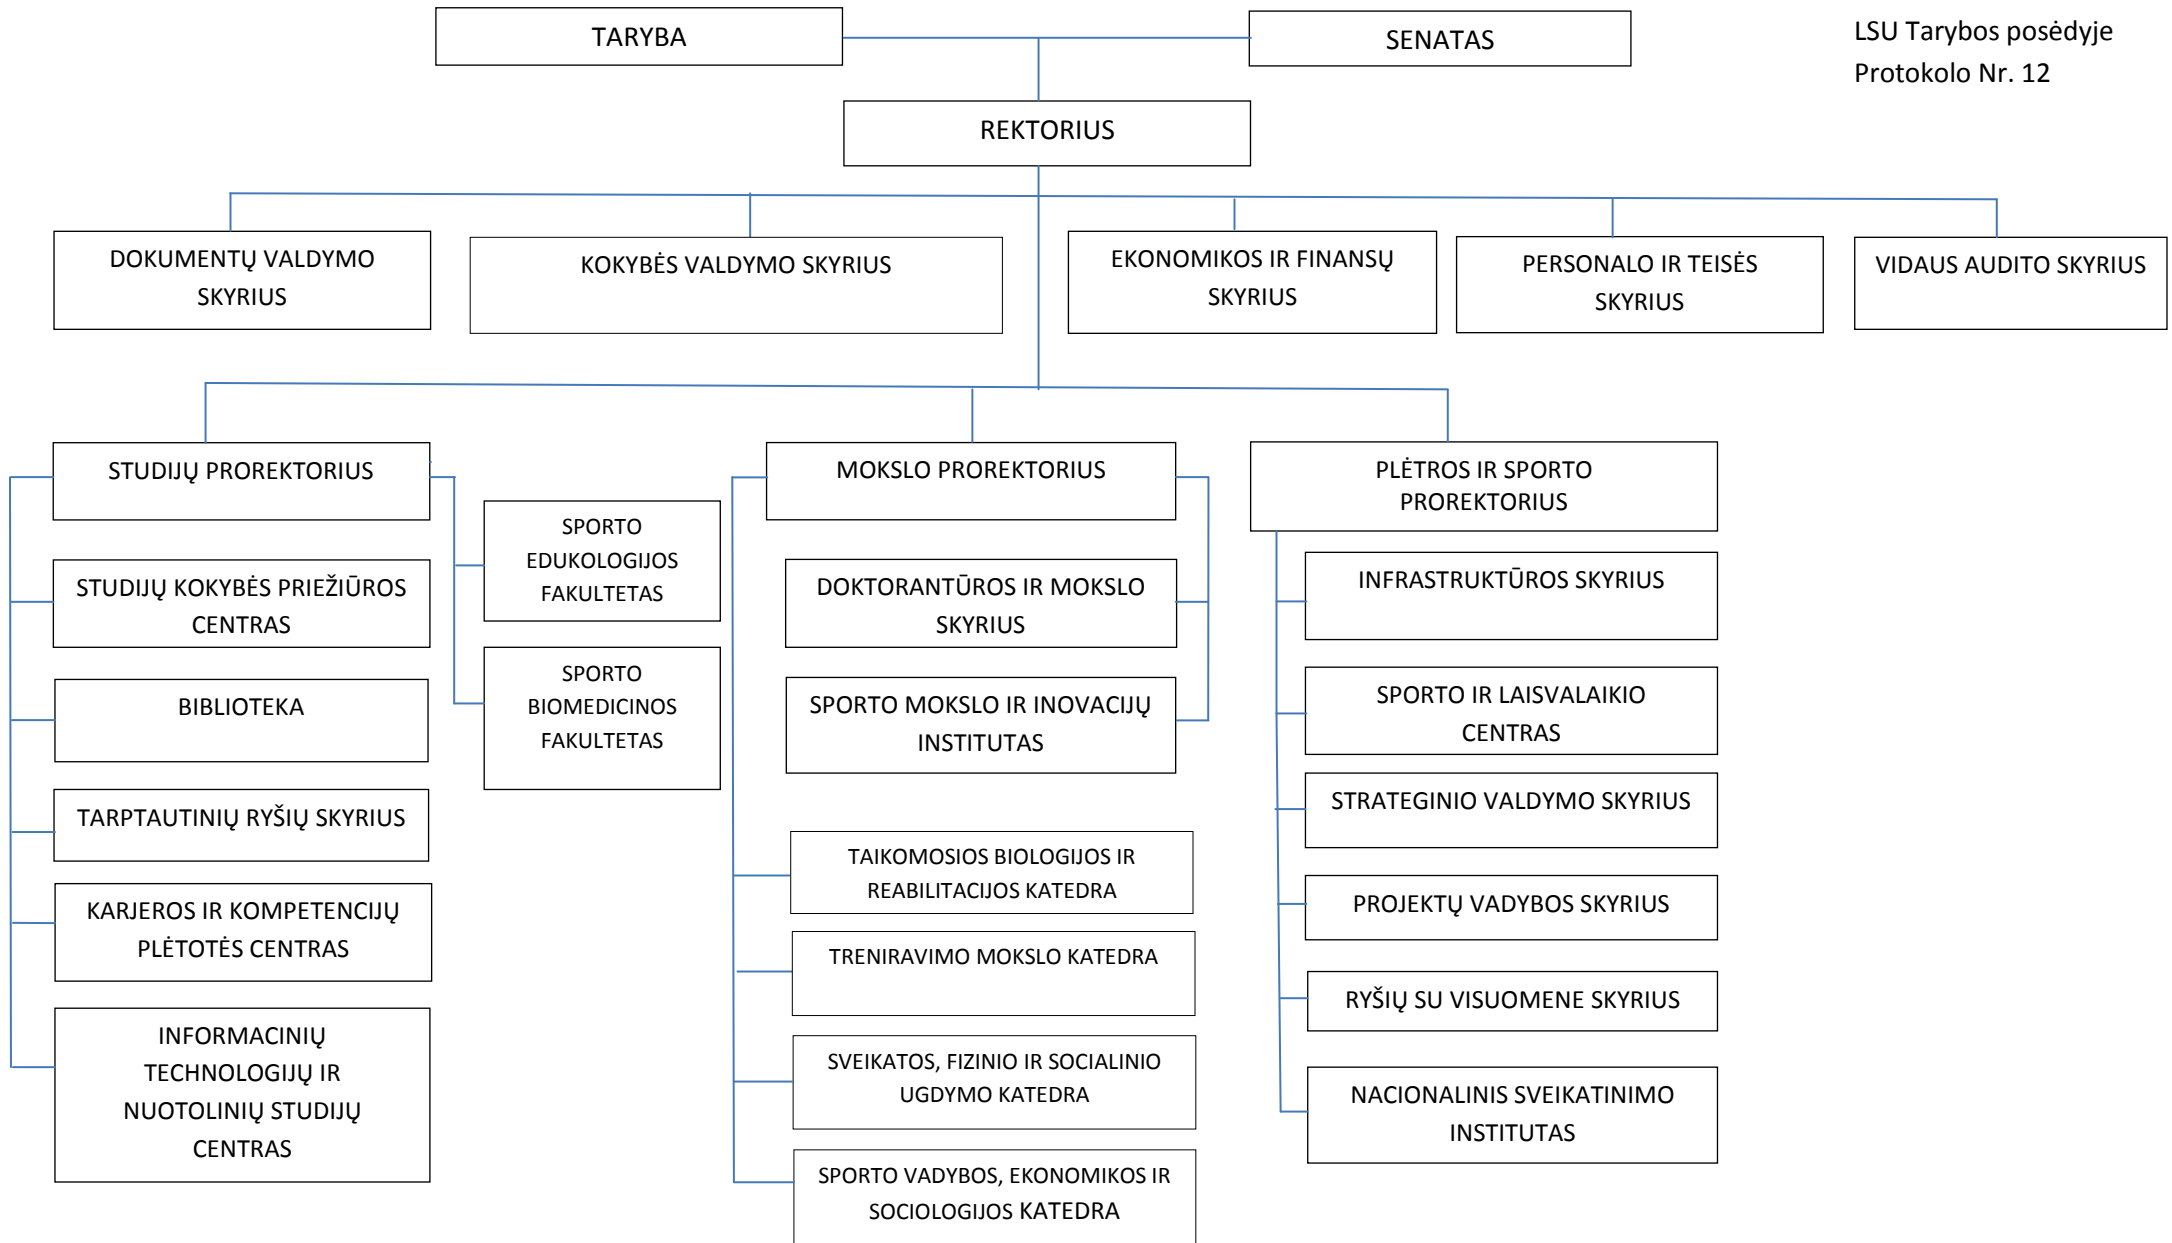 TARYBA
SENATAS
LSU Tarybos posėdyje
Protokolo Nr. 12
REKTORIUS
DOKUMENTŲ VALDYMO
SKYRIUS
KOKYBĖS VALDYMO SKYRIUS
EKONOMIKOS IR FINANSŲ
SKYRIUS
PERSONALO IR TEISĖS
SKYRIUS
VIDAUS AUDITO SKYRIUS
STUDIJŲ PROREKTORIUS
SPORTO
EDUKOLOGIJOS
FAKULTETAS
SPORTO
BIOMEDICINOS
FAKULTETAS
STUDIJŲ KOKYBĖS PRIEŽIŪROS
CENTRAS
BIBLIOTEKA
TARPTAUTINIŲ RYŠIŲ SKYRIUS
KARJEROS IR KOMPETENCIJŲ
PLĖTOTĖS CENTRAS
INFORMACINIŲ
TECHNOLOGIJŲ IR
NUOTOLINIŲ STUDIJŲ
CENTRAS
MOKSLO PROREKTORIUS
DOKTORANTŪROS IR MOKSLO
SKYRIUS
SPORTO MOKSLO IR INOVACIJŲ
INSTITUTAS
TAIKOMOSIOS BIOLOGIJOS IR
REABILITACIJOS KATEDRA
TRENIRAVIMO MOKSLO KATEDRA
SVEIKATOS, FIZINIO IR SOCIALINIO
UGDYMO KATEDRA
SPORTO VADYBOS, EKONOMIKOS IR
SOCIOLOGIJOS KATEDRA
PLĖTROS IR SPORTO
PROREKTORIUS
INFRASTRUKTŪROS SKYRIUS
SPORTO IR LAISVALAIKIO
CENTRAS
STRATEGINIO VALDYMO SKYRIUS
PROJEKTŲ VADYBOS SKYRIUS
RYŠIŲ SU VISUOMENE SKYRIUS
NACIONALINIS SVEIKATINIMO
INSTITUTAS